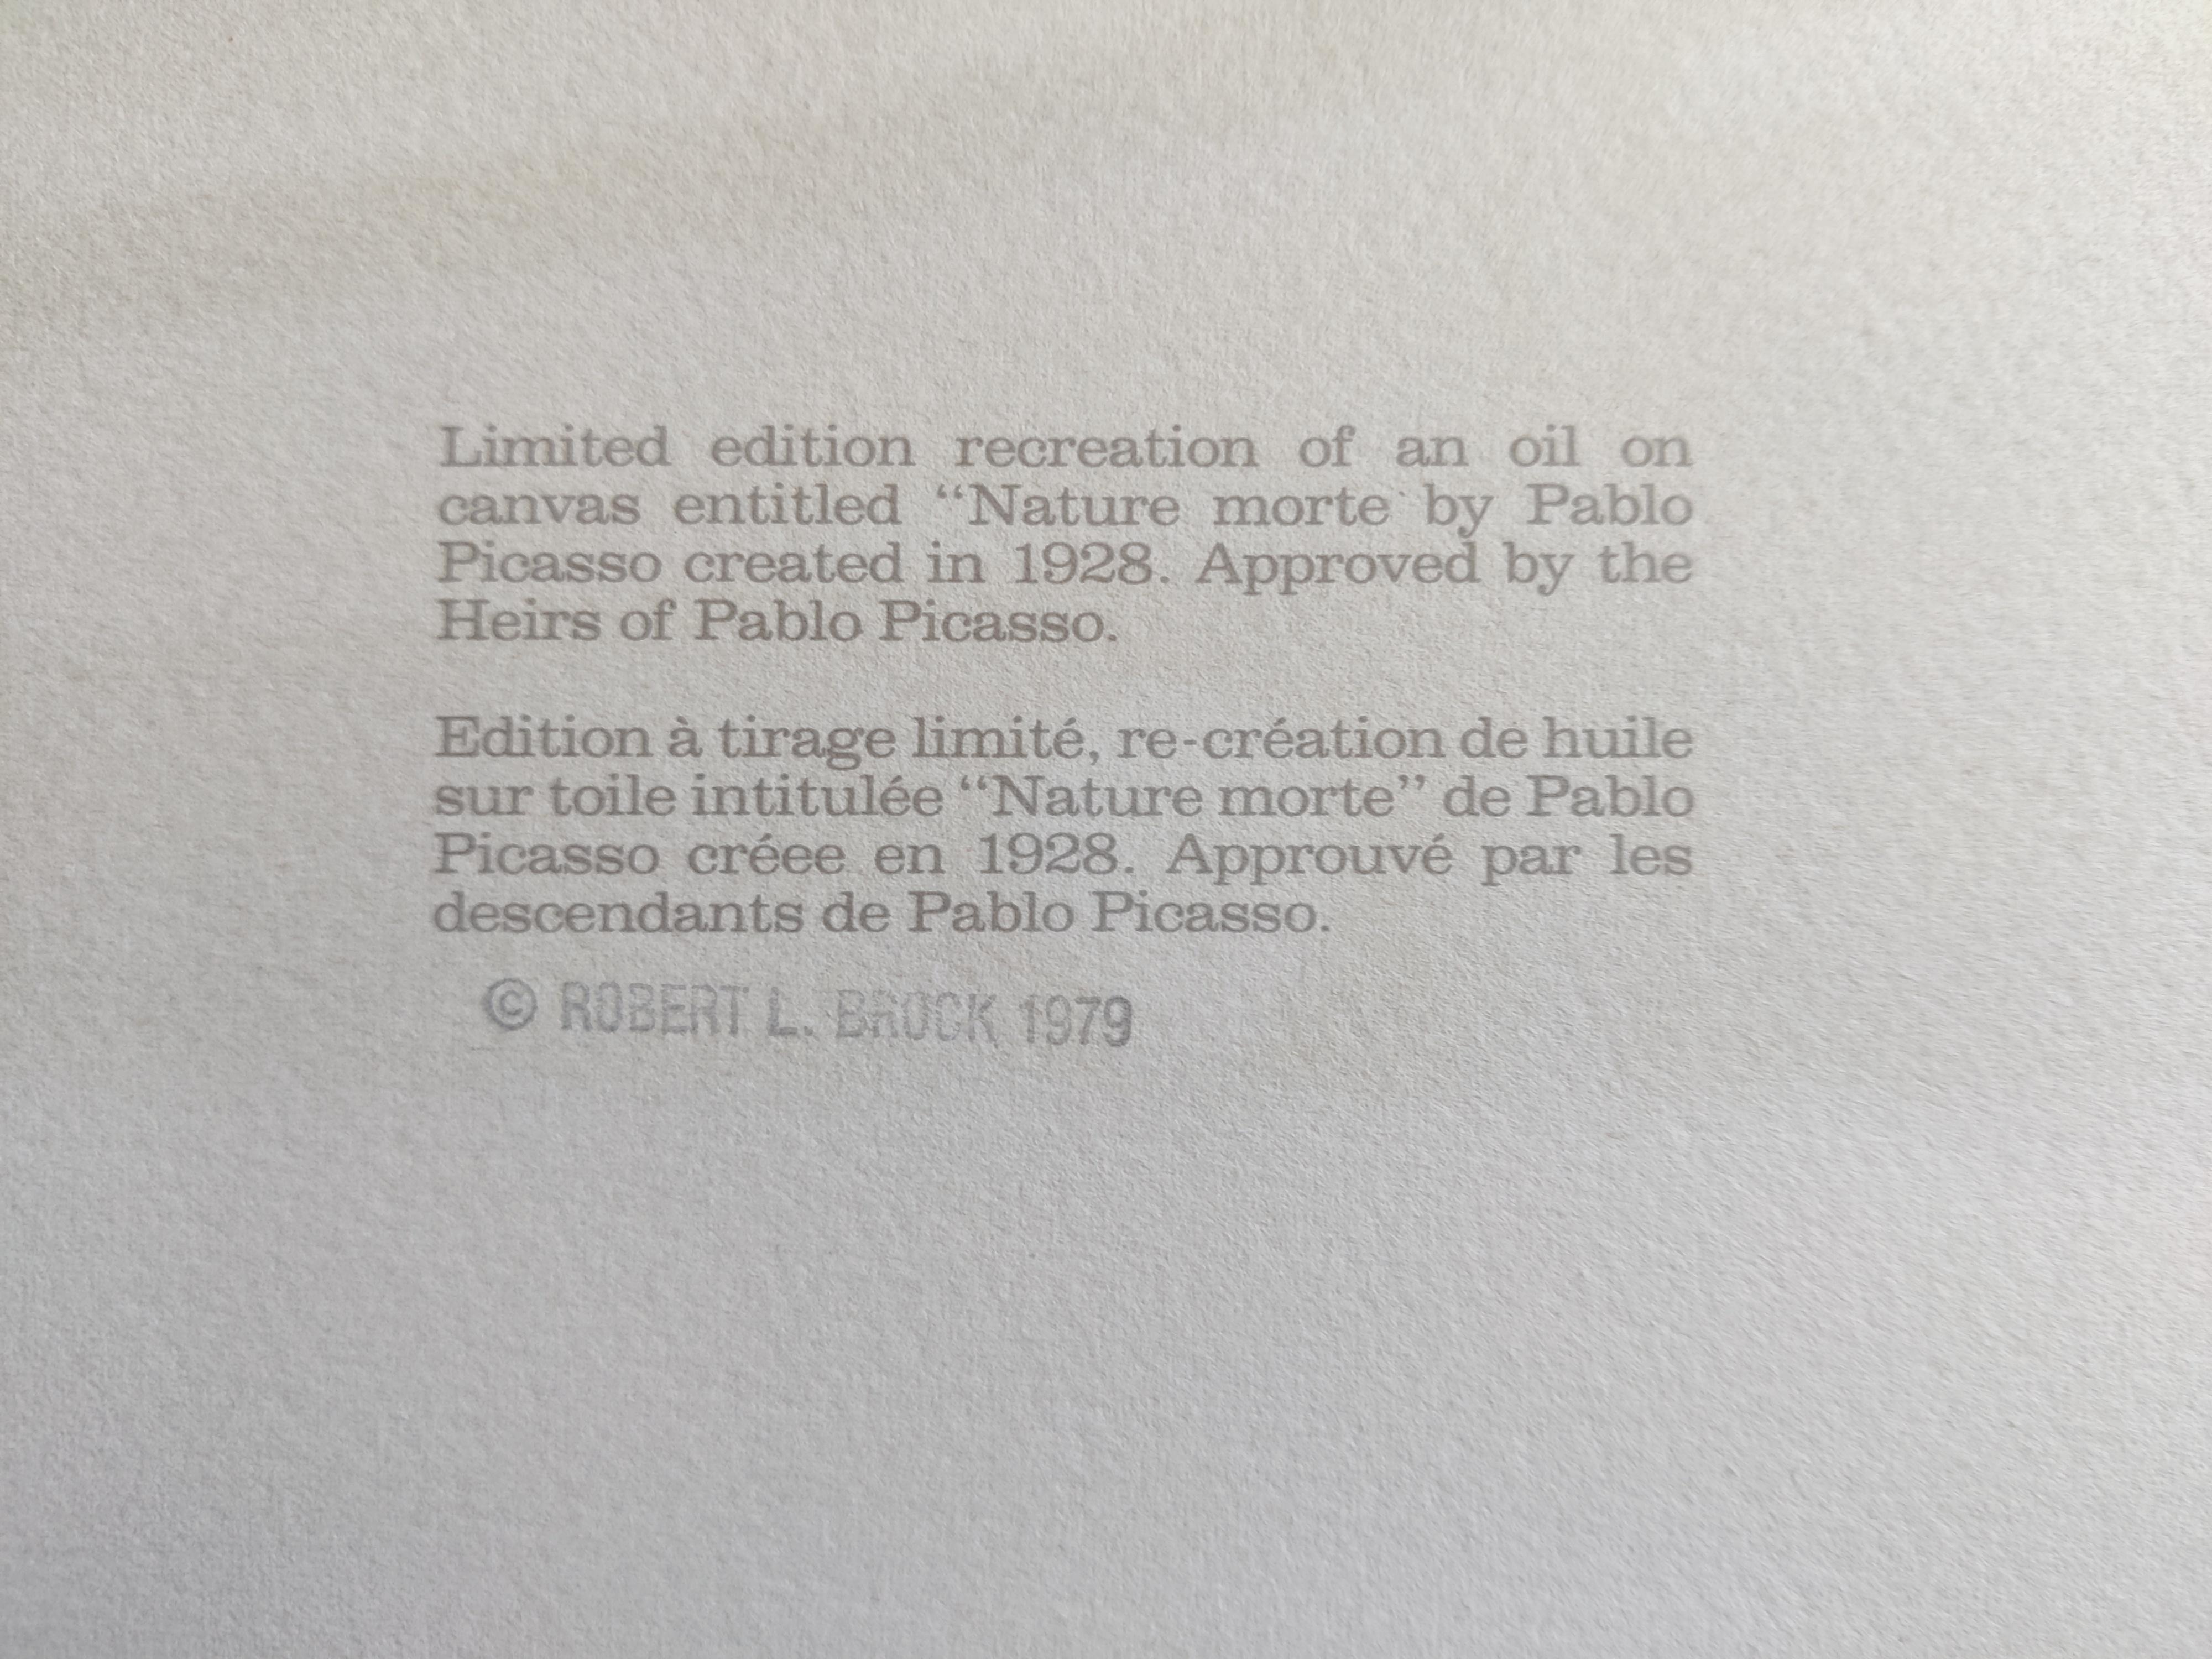 Limited edition recreation of an oil on
canvas entitled “Nature morte by Pablo
Picasso created in 1928. Approved by the
Heirs of Pablo Picasso.
Edition à tirage limité, re-création de huile
sur toile intitulée “Nature morte” de Pablo
Picasso créee en 1928. Approuvé par les
descendants de Pablo Picasso.
© ROBERT L. BROCK 1979